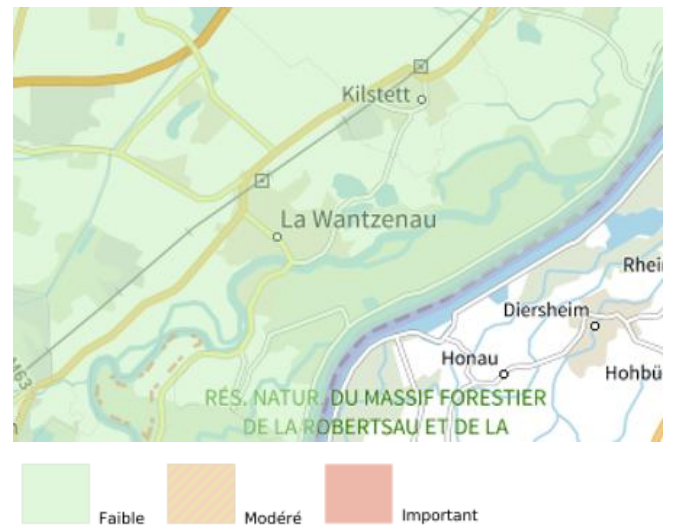 Kilstett
La Wantzenau
Rhei
Diersheim
Honau
Hohbü
M63
RÉS. NATUR. DU MASSIF FORESTIER
DE LA ROBERTSAU ET DE LA
Faible
Modéré
Important